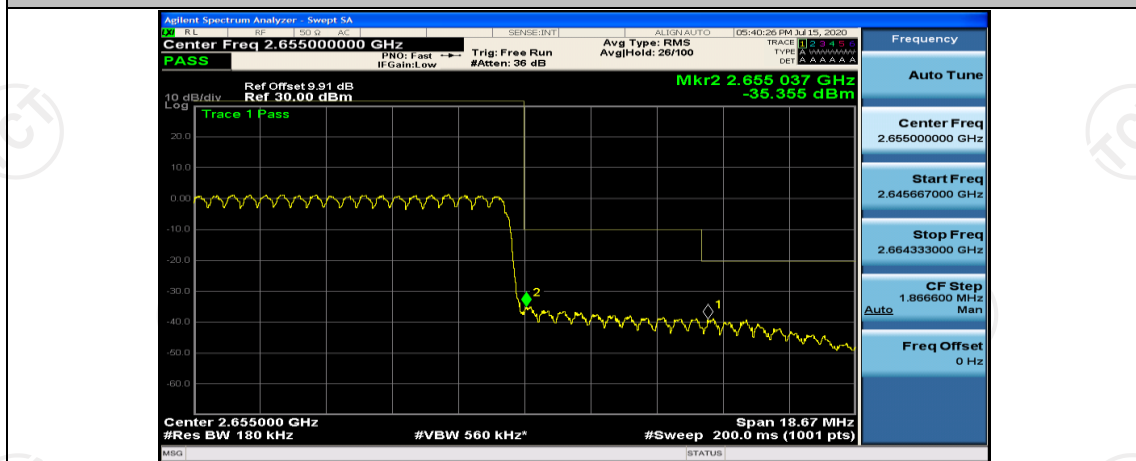 Agilent Spectrum Analyzer - Swept SA
LXI RL RF 50 Ω AC SENSE:INT ALIGN AUTO 05:40:26 PM Jul 15, 2020
Center Freq 2.655000000 GHz Avg Type: RMS TRACE 1 2 3 4 5 6
PASS PNO: Fast Trig: Free Run Avg|Hold: 26/100 TYPE A WWWWW
IFGain:Low #Atten: 36 dB DET A A A A A A
Mkr2 2.655 037 GHz
-35.355 dBm
Ref Offset 9.91 dB
10 dB/div Ref 30.00 dBm
Log
Trace 1 Pass
20.0
10.0
0.00
-10.0
-20.0
-30.0
-40.0
-50.0
-60.0
2
1
Center 2.655000 GHz Span 18.67 MHz
#Res BW 180 kHz #VBW 560 kHz* #Sweep 200.0 ms (1001 pts)
MSG STATUS
Frequency
Auto Tune
Center Freq
2.655000000 GHz
Start Freq
2.645667000 GHz
Stop Freq
2.664333000 GHz
CF Step
1.866600 MHz
Auto Man
Freq Offset
0 Hz